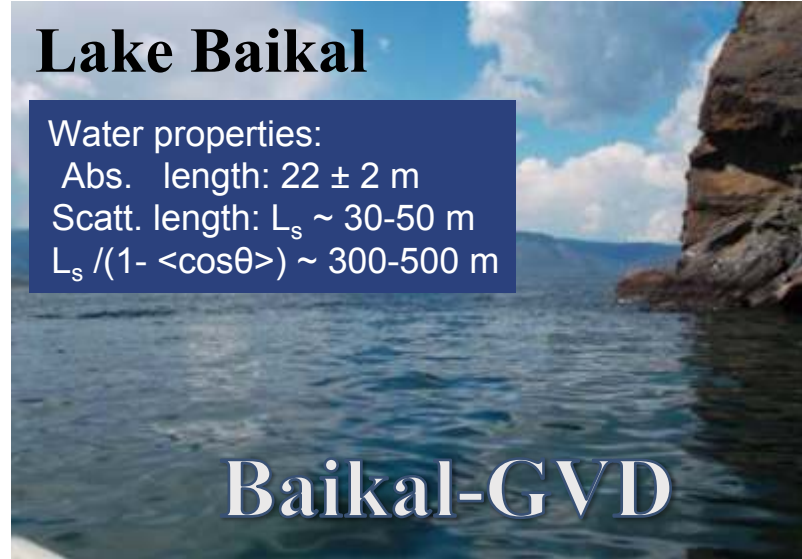 Lake Baikal
Water properties:
Abs. length: 22 ± 2 m
Scatt. length: Lₛ ~ 30-50 m
Lₛ /(1- <cosθ>) ~ 300-500 m
Baikal-GVD